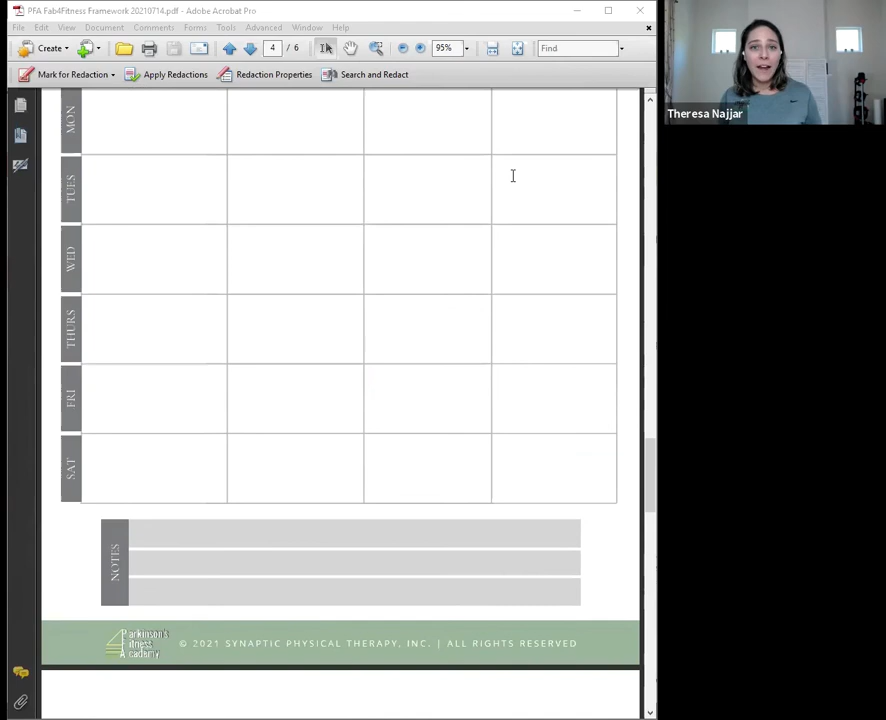 PFA Fab4Fitness Framework 20210714.pdf - Adobe Acrobat Pro
File Edit View Document Comments Forms Tools Advanced Window Help
Create 4 / 6 95% Find
Mark for Redaction Apply Redactions Redaction Properties Search and Redact
Theresa Najjar
MON
TUES
WED
THURS
FRI
SAT
NOTES
Parkinson's
Fitness
Academy
4
© 2021 SYNAPTIC PHYSICAL THERAPY, INC. | ALL RIGHTS RESERVED